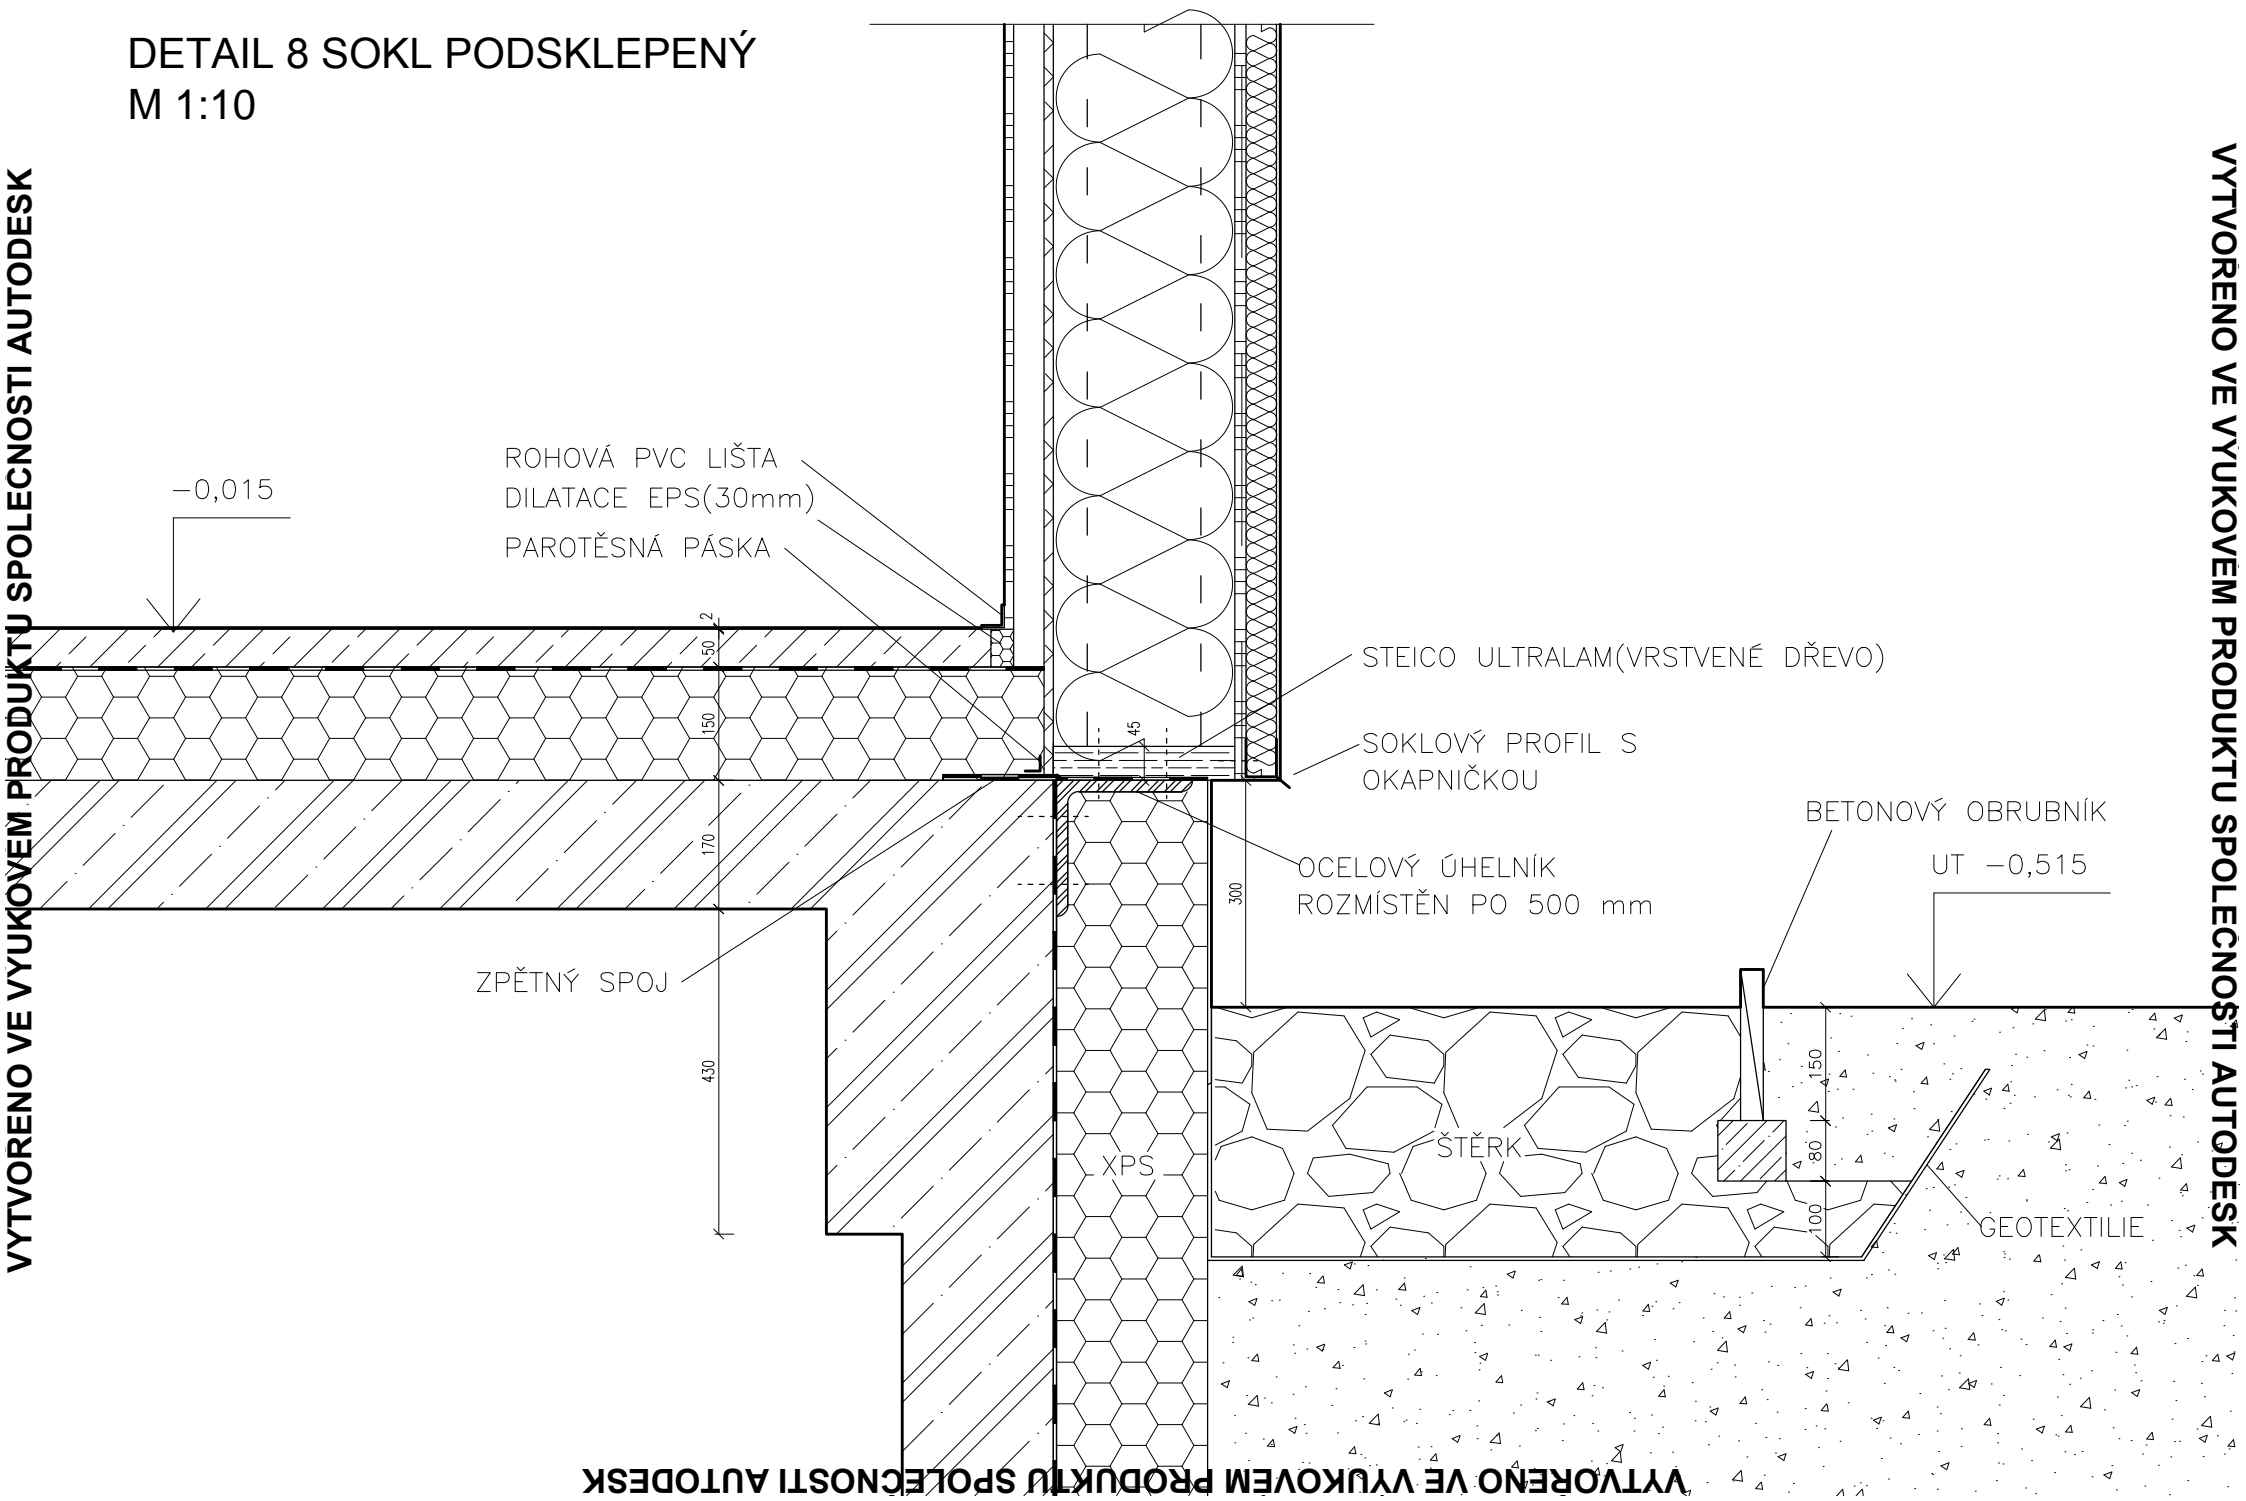 DETAIL 8 SOKL PODSKLEPENÝ
M 1:10
VYTVOŘENO VE VÝUKOVÉM PRODUKTU SPOLEČNOSTI AUTODESK
VYTVOŘENO VE VÝUKOVÉM PRODUKTU SPOLEČNOSTI AUTODESK
ROHOVÁ PVC LIŠTA
DILATACE EPS(30mm)
PAROTĚSNÁ PÁSKA
-0,015
2
50
150
170
430
45
STEICO ULTRALAM(VRSTVENÉ DŘEVO)
SOKLOVÝ PROFIL S
OKAPNIČKOU
BETONOVÝ OBRUBNÍK
UT -0,515
OCELOVÝ ÚHELNÍK
ROZMÍSTĚN PO 500 mm
300
ZPĚTNÝ SPOJ
XPS
ŠTĚRK
150
80
100
GEOTEXTILIE
VYTVOŘENO VE VÝUKOVÉM PRODUKTU SPOLEČNOSTI AUTODESK